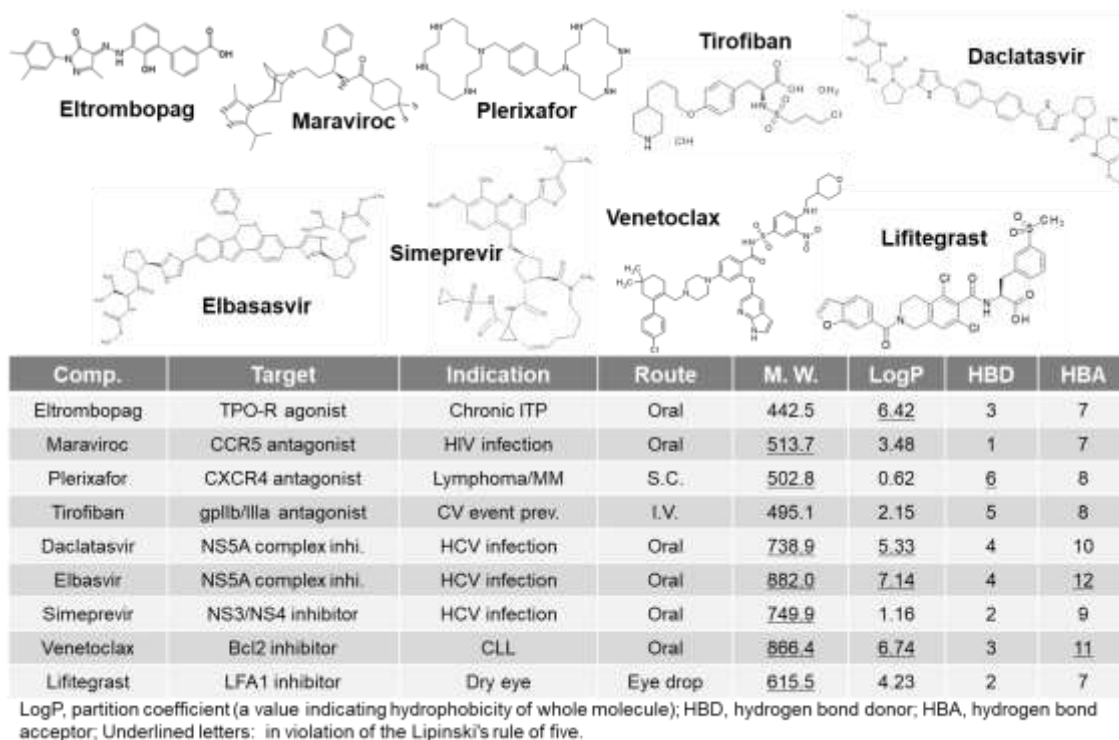 Eltrombopag
Maraviroc
Plerixafor
Tirofiban
Daclatasvir
Elbasasvir
Simeprevir
Venetoclax
Lifitegrast
Comp. Target Indication Route M. W. LogP HBD HBA
Eltrombopag TPO-R agonist Chronic ITP Oral 442.5 6.42 3 7
Maraviroc CCR5 antagonist HIV infection Oral 513.7 3.48 1 7
Plerixafor CXCR4 antagonist Lymphoma/MM S.C. 502.8 0.62 6 8
Tirofiban gpIIb/IIIa antagonist CV event prev. I.V. 495.1 2.15 5 8
Daclatasvir NS5A complex inhi. HCV infection Oral 738.9 5.33 4 10
Elbasvir NS5A complex inhi. HCV infection Oral 882.0 7.14 4 12
Simeprevir NS3/NS4 inhibitor HCV infection Oral 749.9 1.16 2 9
Venetoclax Bcl2 inhibitor CLL Oral 866.4 6.74 3 11
Lifitegrast LFA1 inhibitor Dry eye Eye drop 615.5 4.23 2 7
LogP, partition coefficient (a value indicating hydrophobicity of whole molecule); HBD, hydrogen bond donor; HBA, hydrogen bond
acceptor; Underlined letters: in violation of the Lipinski's rule of five.